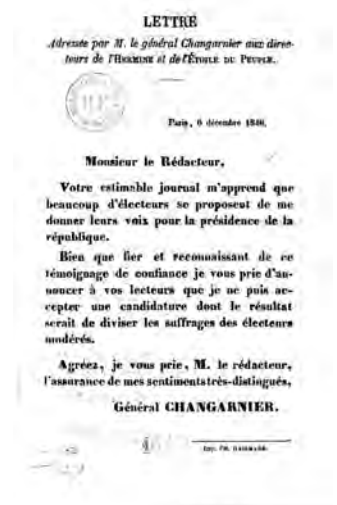 LETTRE
Adressée par M. le général Changarnier aux direc-
teurs de l'HERMINE et de l'ÉTOILE DU PEUPLE.
Paris, 6 décembre 1848.
Monsieur le Rédacteur,
Votre estimable journal m'apprend que
beaucoup d'électeurs se proposent de me
donner leurs voix pour la présidence de la
république.
Bien que fier et reconnaissant de ce
témoignage de confiance je vous prie d'an-
noncer à vos lecteurs que je ne puis ac-
cepter une candidature dont le résultat
serait de diviser les suffrages des électeurs
modérés.
Agréez, je vous prie, M. le rédacteur,
l'assurance de mes sentiments très-distingués,
Général CHANGARNIER.